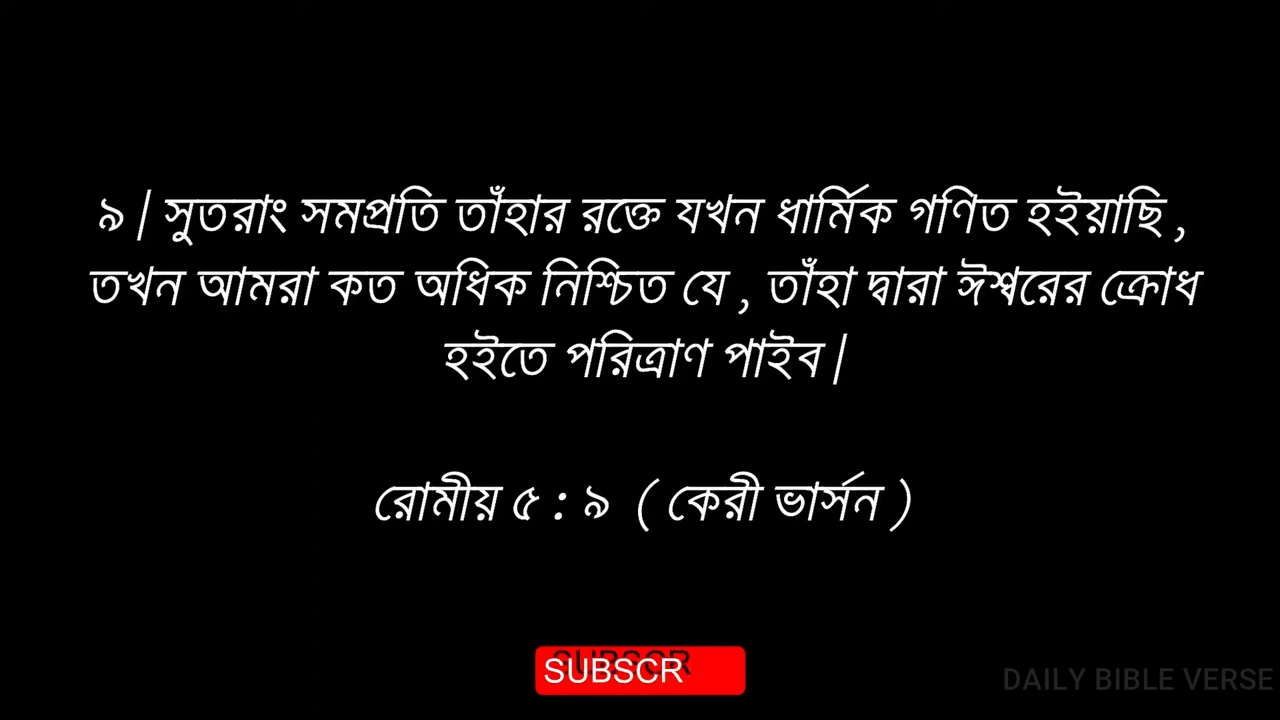 ৯ | সুতরাং সমপ্রতি তাঁহার রক্তে যখন ধার্মিক গণিত হইয়াছি ,
তখন আমরা কত অধিক নিশ্চিত যে , তাঁহা দ্বারা ঈশ্বরের ক্রোধ
হইতে পরিত্রাণ পাইব |
রোমীয় ৫ : ৯ ( কেরী ভার্সন )
SUBSCR
DAILY BIBLE VERSE